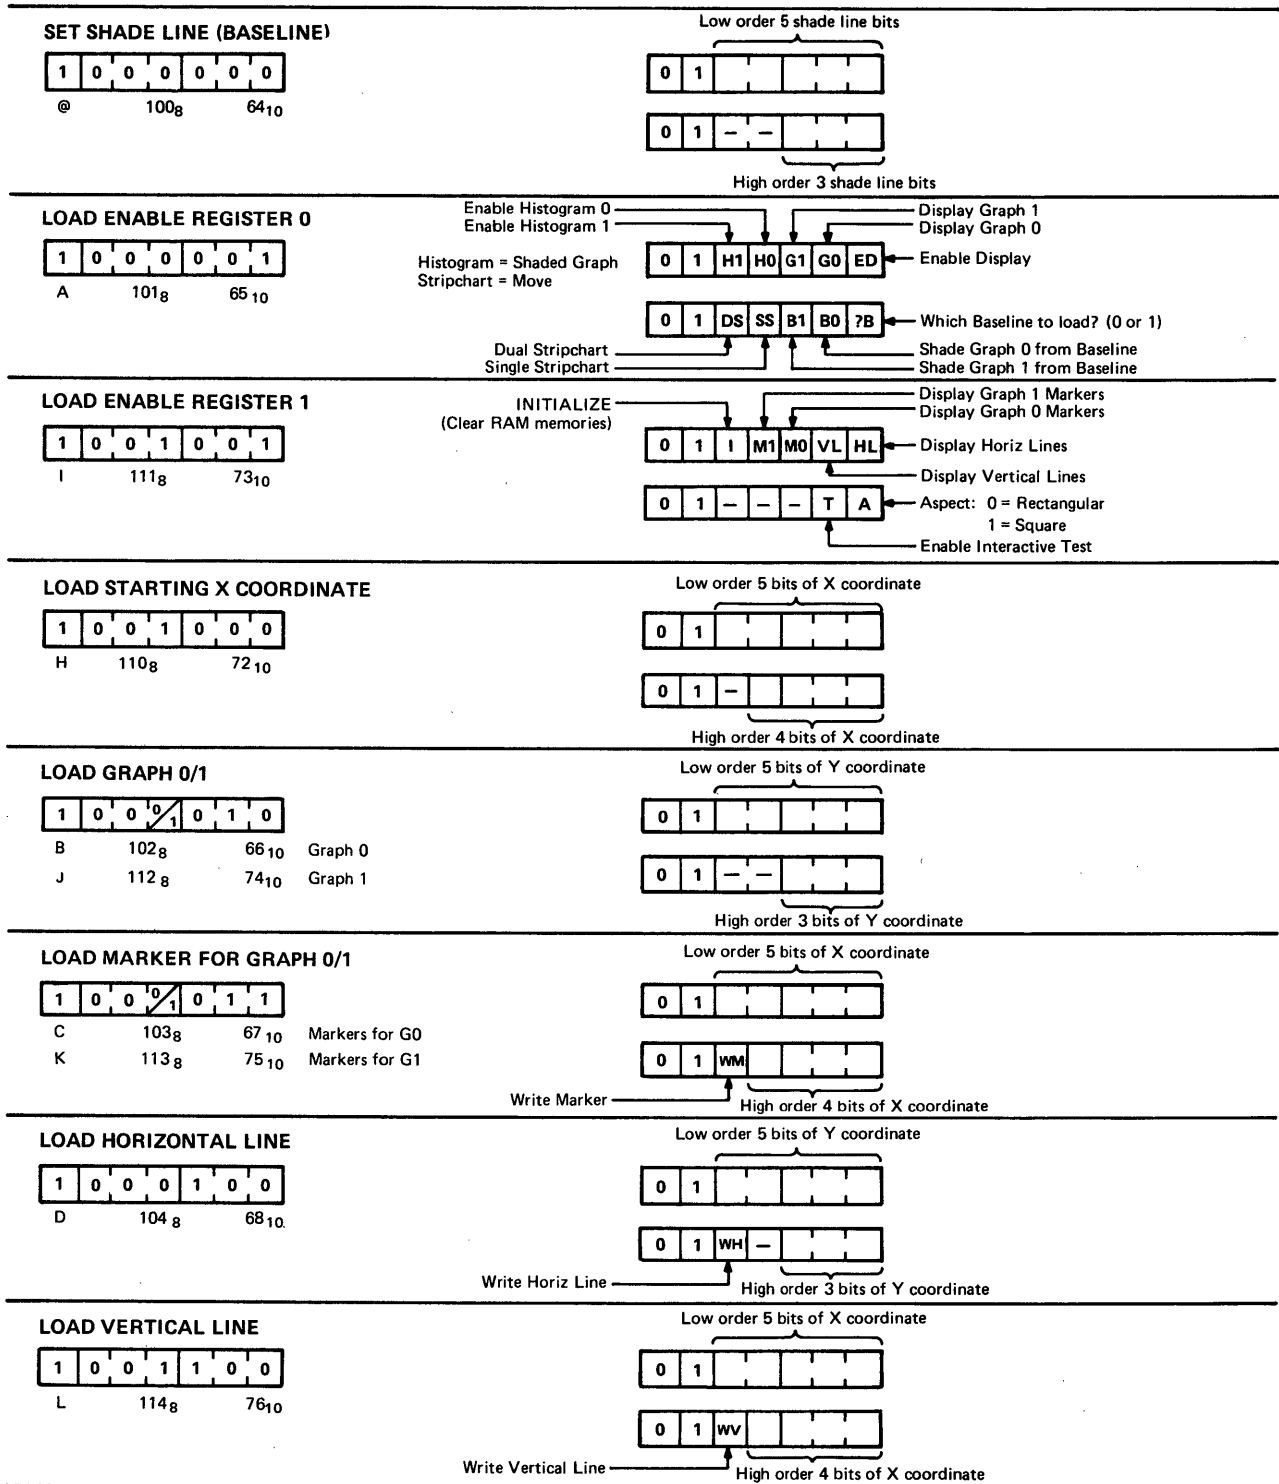 SET SHADE LINE (BASELINE)
Low order 5 shade line bits
1 0 0 0 0 0 0
0 1
@ 100₈ 64₁₀
0 1 – –
High order 3 shade line bits
LOAD ENABLE REGISTER 0
Enable Histogram 0
Display Graph 1
Enable Histogram 1
Display Graph 0
1 0 0 0 0 0 1
Histogram = Shaded Graph
0 1 H1 H0 G1 G0 ED
Enable Display
Stripchart = Move
A 101₈ 65₁₀
0 1 DS SS B1 B0 ?B
Which Baseline to load? (0 or 1)
Dual Stripchart
Shade Graph 0 from Baseline
Single Stripchart
Shade Graph 1 from Baseline
LOAD ENABLE REGISTER 1
INITIALIZE
Display Graph 1 Markers
(Clear RAM memories)
Display Graph 0 Markers
1 0 0 1 0 0 1
0 1 I M1 M0 VL HL
Display Horiz Lines
I 111₈ 73₁₀
Display Vertical Lines
0 1 – – – T A
Aspect: 0 = Rectangular
1 = Square
Enable Interactive Test
LOAD STARTING X COORDINATE
Low order 5 bits of X coordinate
1 0 0 1 0 0 0
0 1
H 110₈ 72₁₀
0 1 –
High order 4 bits of X coordinate
LOAD GRAPH 0/1
Low order 5 bits of Y coordinate
1 0 0 0/1 0 1 0
0 1
B 102₈ 66₁₀ Graph 0
J 112₈ 74₁₀ Graph 1
0 1 – –
High order 3 bits of Y coordinate
LOAD MARKER FOR GRAPH 0/1
Low order 5 bits of X coordinate
1 0 0 0/1 0 1 1
0 1
C 103₈ 67₁₀ Markers for G0
K 113₈ 75₁₀ Markers for G1
0 1 WM
Write Marker
High order 4 bits of X coordinate
LOAD HORIZONTAL LINE
Low order 5 bits of Y coordinate
1 0 0 0 1 0 0
0 1
D 104₈ 68₁₀
0 1 WH –
Write Horiz Line
High order 3 bits of Y coordinate
LOAD VERTICAL LINE
Low order 5 bits of X coordinate
1 0 0 1 1 0 0
0 1
L 114₈ 76₁₀
0 1 WV
Write Vertical Line
High order 4 bits of X coordinate